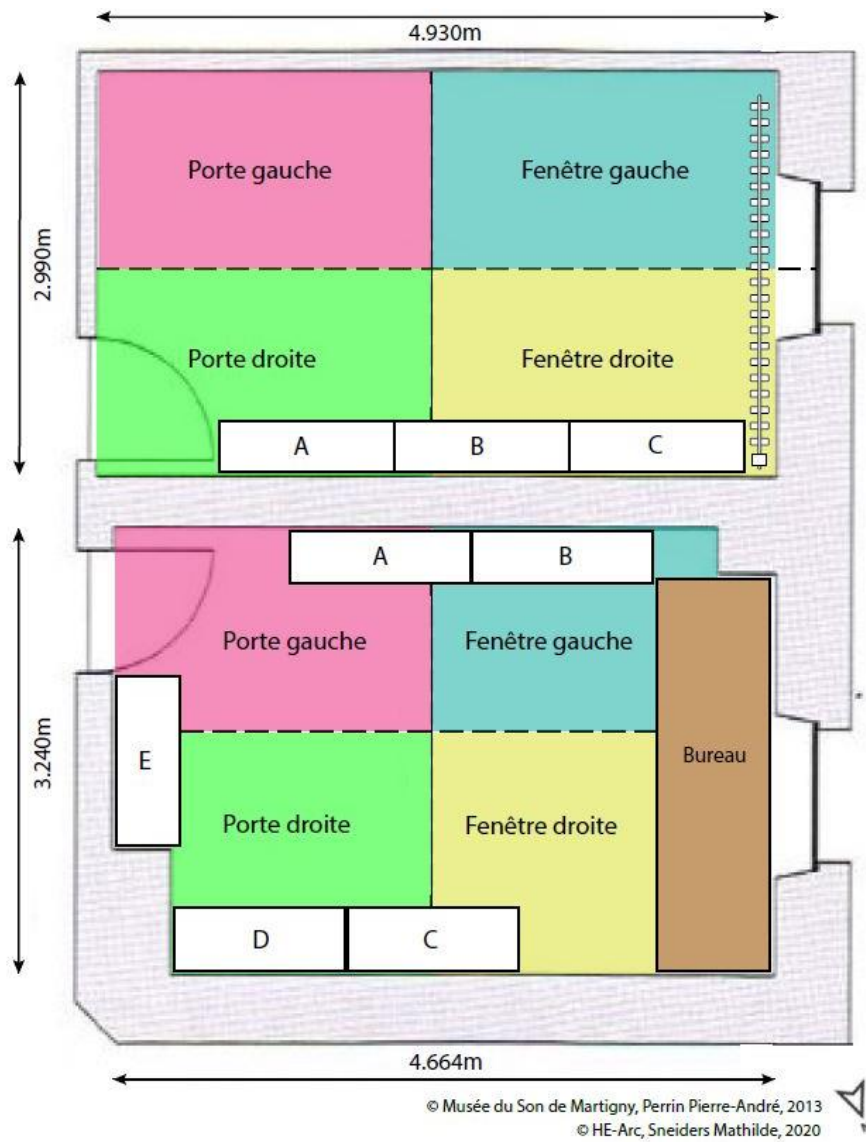 4.930m
2.990m
Porte gauche
Fenêtre gauche
Porte droite
Fenêtre droite
A
B
C
3.240m
A
B
Porte gauche
Fenêtre gauche
E
Bureau
Porte droite
Fenêtre droite
D
C
4.664m
© Musée du Son de Martigny, Perrin Pierre-André, 2013
© HE-Arc, Sneiders Mathilde, 2020